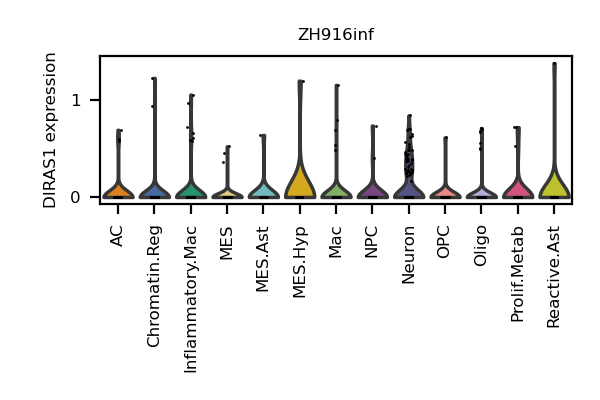 ZH916inf
DIRAS1 expression
1
0
AC
Chromatin.Reg
Inflammatory.Mac
MES
MES.Ast
MES.Hyp
Mac
NPC
Neuron
OPC
Oligo
Prolif.Metab
Reactive.Ast